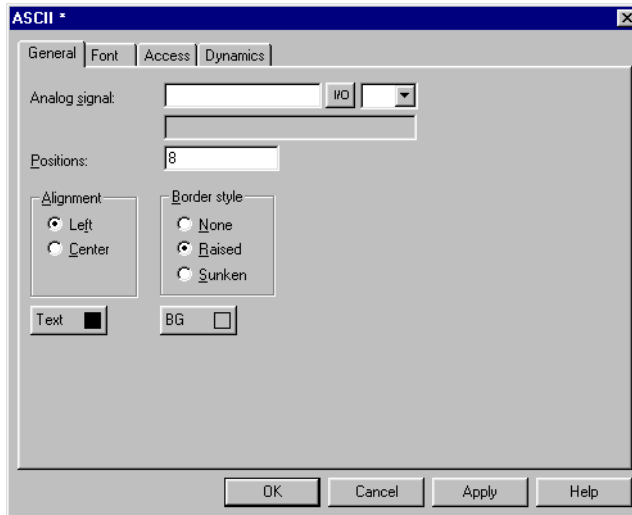 ASCII *
General Font Access Dynamics
Analog signal: I/O
Positions: 8
Alignment Border style
Left None
Center Raised
Sunken
Text BG
OK Cancel Apply Help